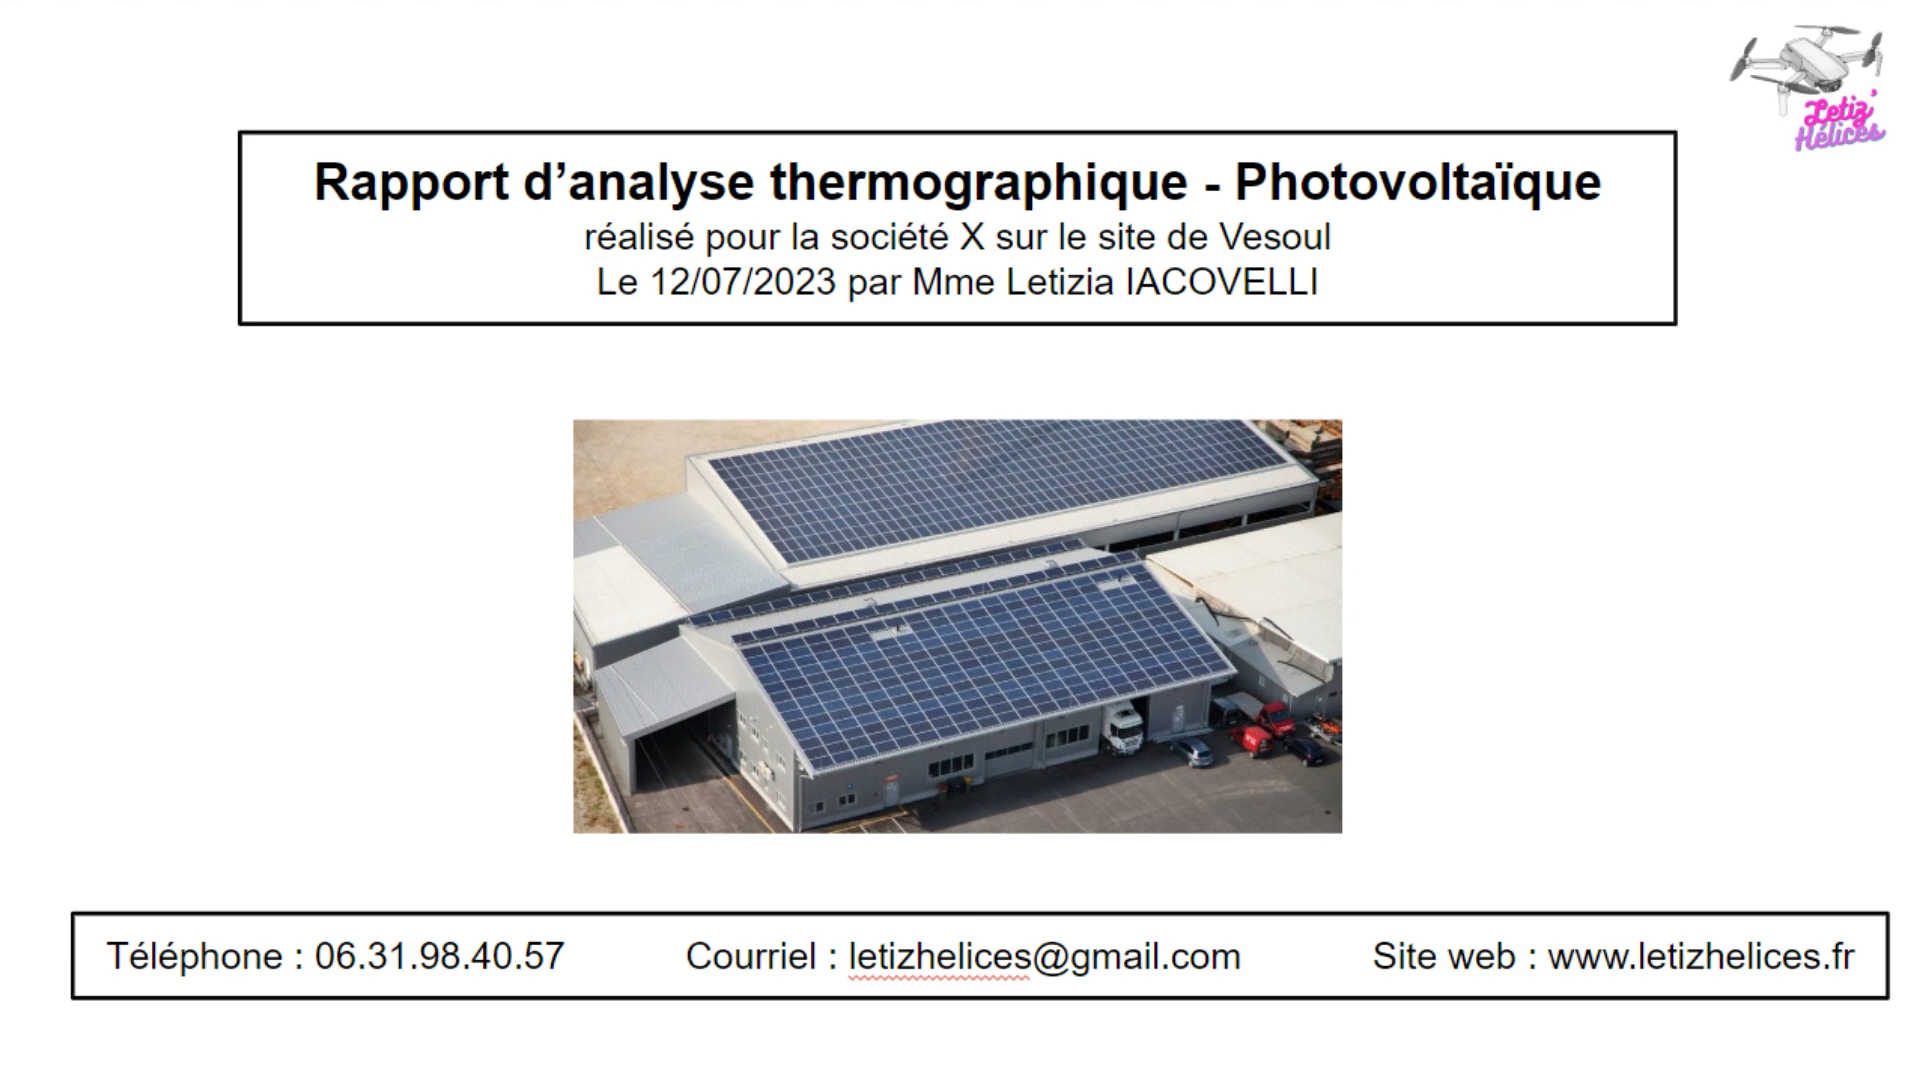 Letiz'
Hélices
Rapport d’analyse thermographique - Photovoltaïque
réalisé pour la société X sur le site de Vesoul
Le 12/07/2023 par Mme Letizia IACOVELLI
Téléphone : 06.31.98.40.57 Courriel : letizhelices@gmail.com Site web : www.letizhelices.fr